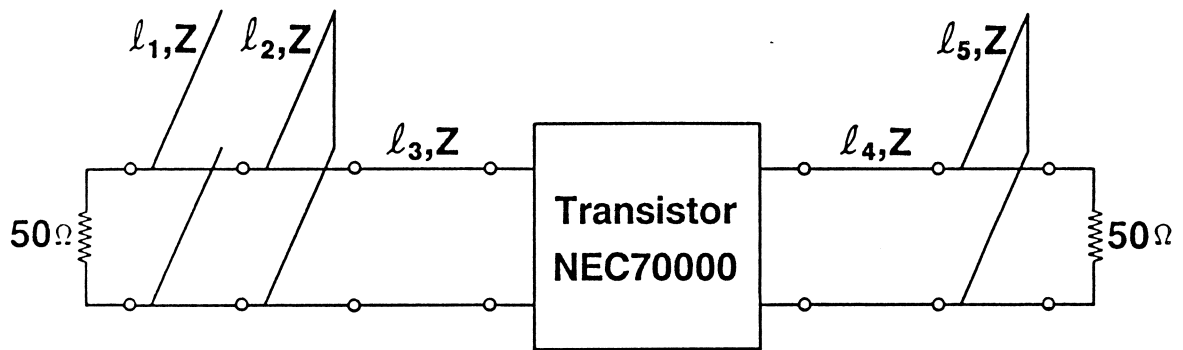 ℓ1,Z
ℓ2,Z
ℓ5,Z
ℓ3,Z
ℓ4,Z
50Ω
Transistor
NEC70000
50Ω